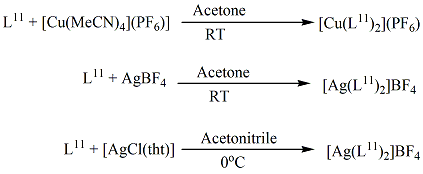 L¹¹ + [Cu(MeCN)₄](PF₆) Acetone RT [Cu(L¹¹)₂](PF₆)
L¹¹ + AgBF₄ Acetone RT [Ag(L¹¹)₂]BF₄
L¹¹ + [AgCl(tht)] Acetonitrile 0⁰C [Ag(L¹¹)₂]BF₄